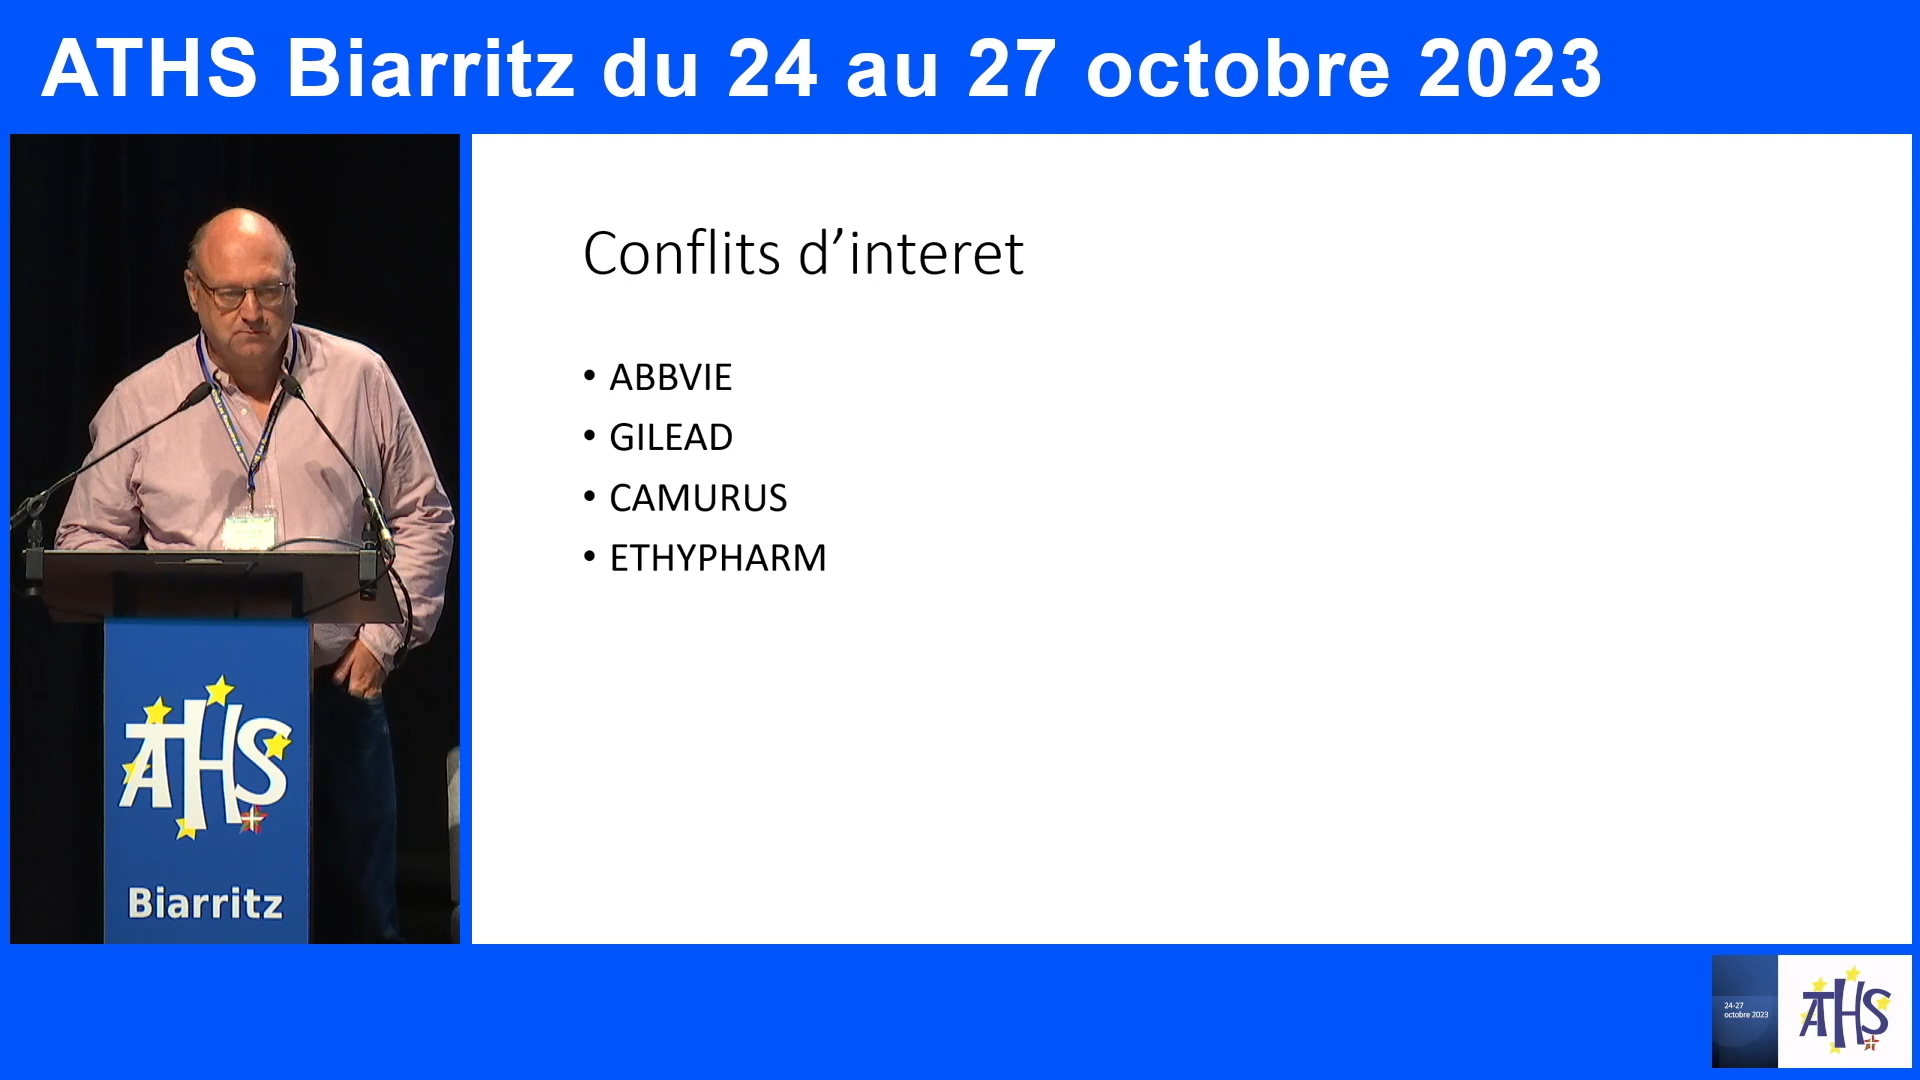 ATHS Biarritz du 24 au 27 octobre 2023
Conflits d’interet
• ABBVIE
• GILEAD
• CAMURUS
• ETHYPHARM
ATHS
Biarritz
24-27
octobre 2023
ATHS